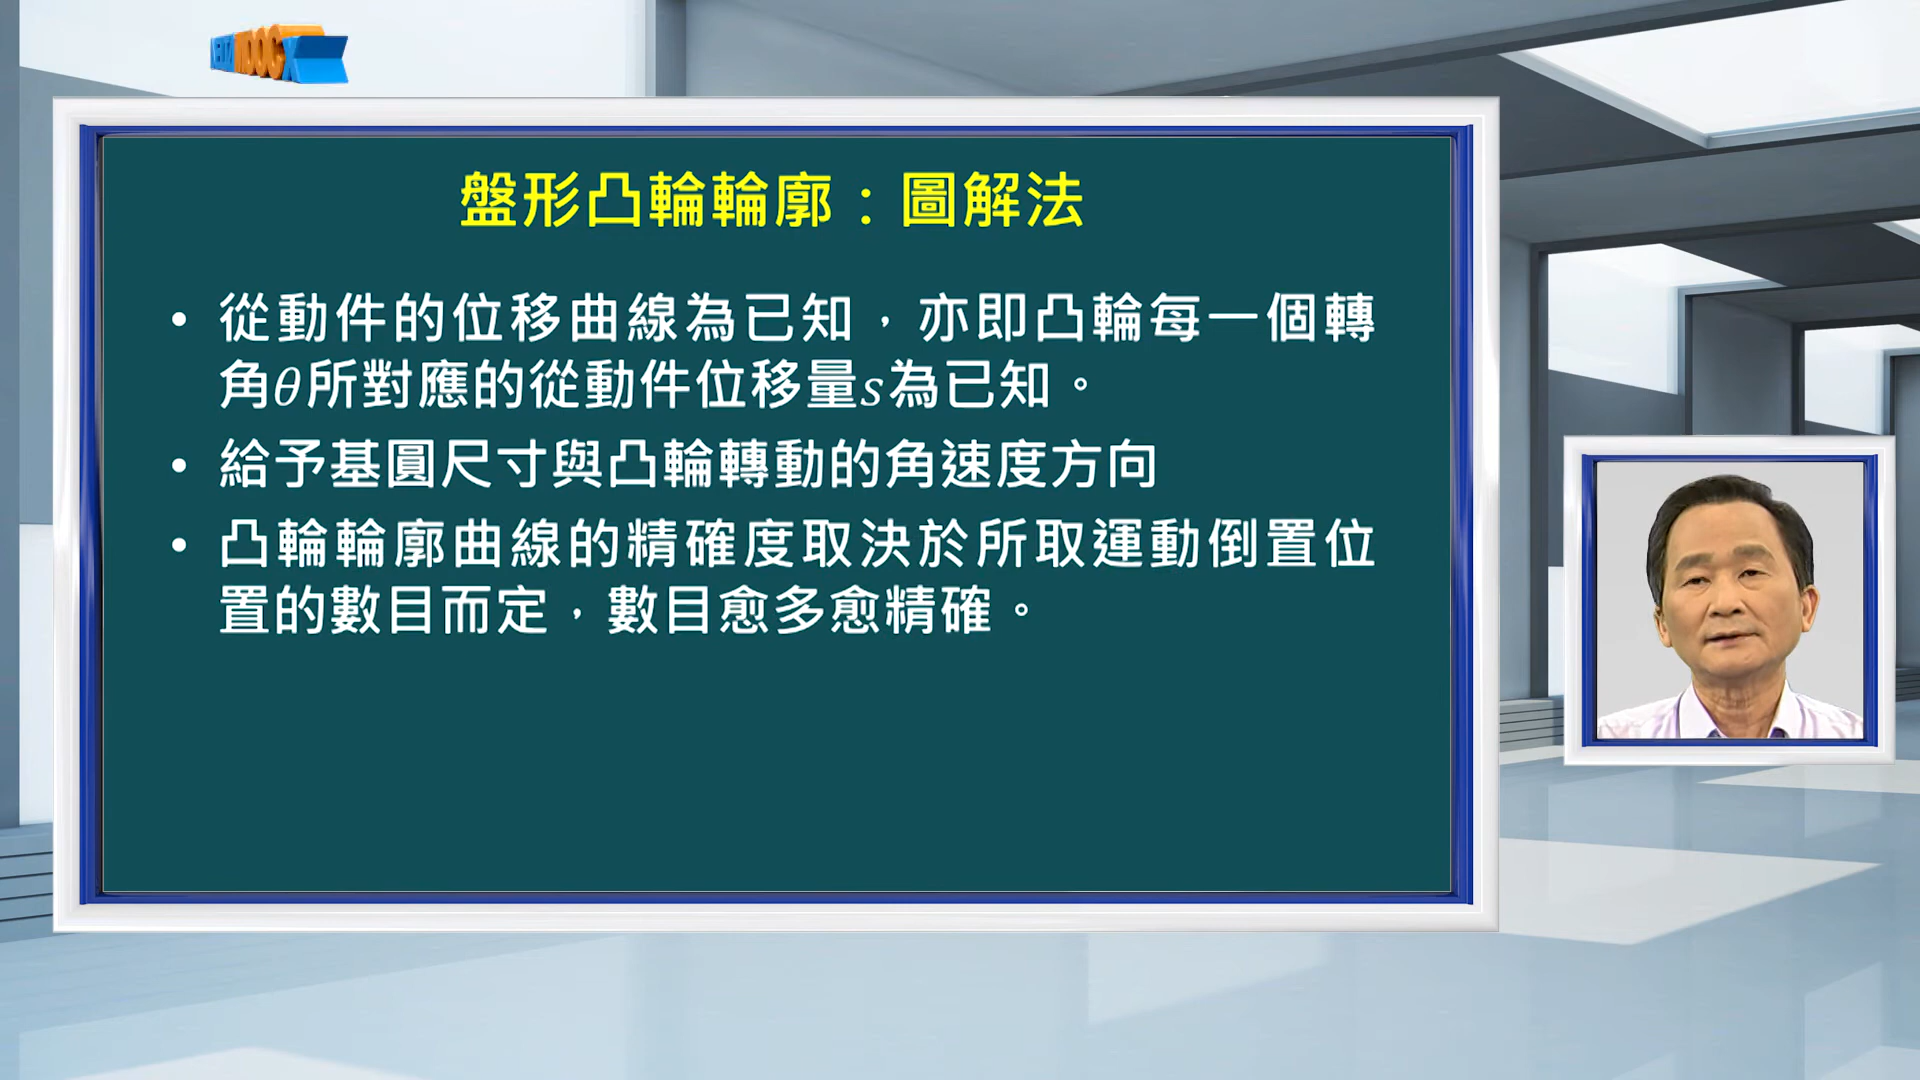 盤形凸輪輪廓：圖解法
• 從動件的位移曲線為已知，亦即凸輪每一個轉
角θ所對應的從動件位移量s為已知。
• 給予基圓尺寸與凸輪轉動的角速度方向
• 凸輪輪廓曲線的精確度取決於所取運動倒置位
置的數目而定，數目愈多愈精確。